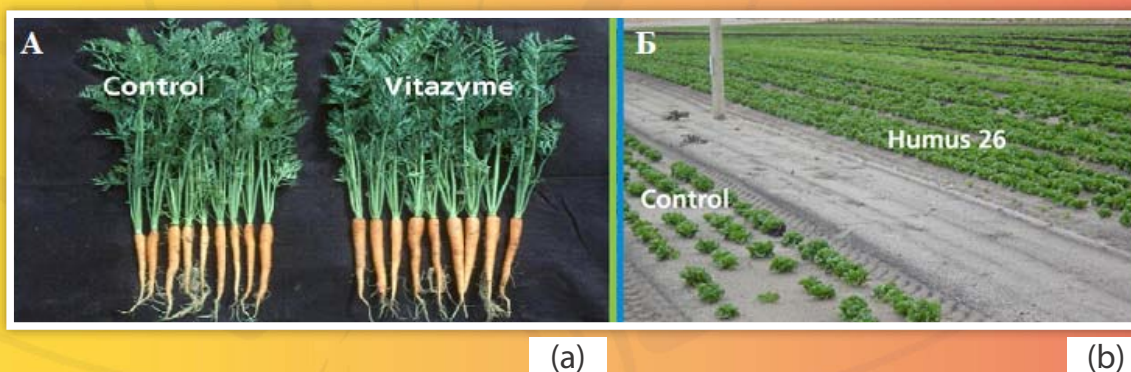 А
Control
Vitazyme
Б
Humus 26
Control
(a)
(b)